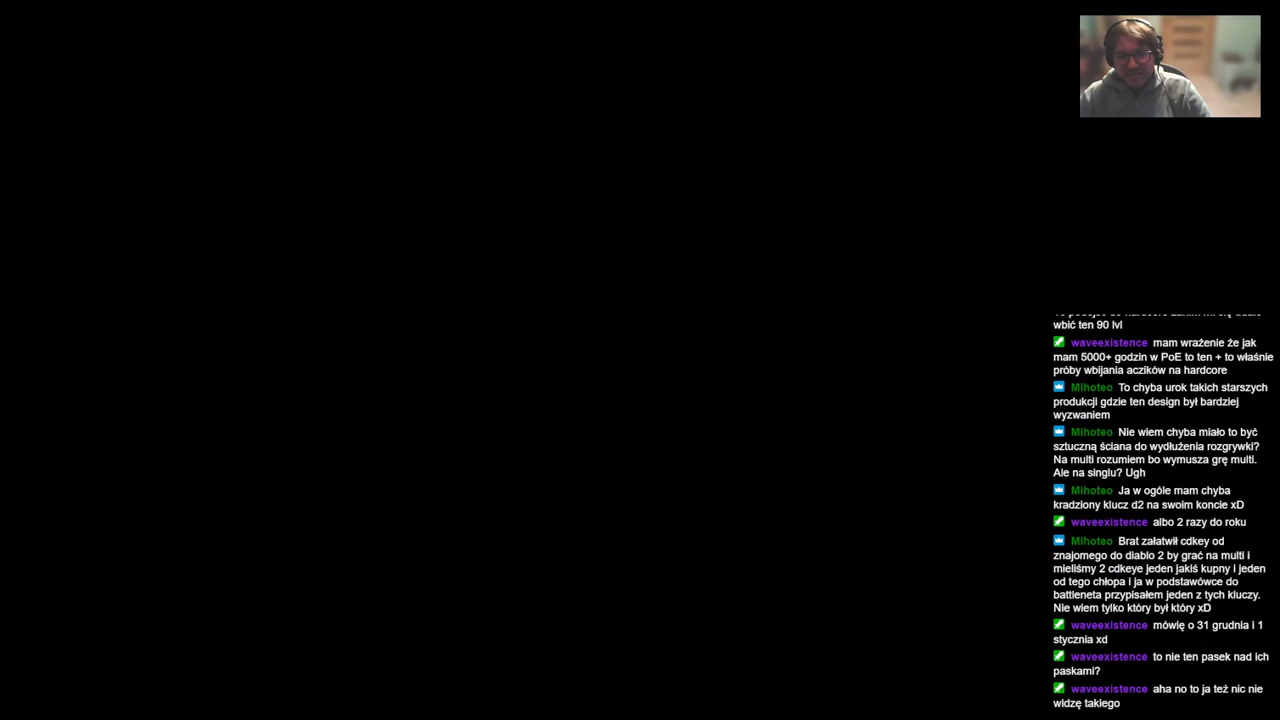 wbić ten 90 lvl
waveexistence mam wrażenie że jak
mam 5000+ godzin w PoE to ten + to właśnie
próby wbijania aczików na hardcore
Mihoteo To chyba urok takich starszych
produkcji gdzie ten design był bardziej
wyzwaniem
Mihoteo Nie wiem chyba miało to być
sztuczną ściana do wydłużenia rozgrywki?
Na multi rozumiem bo wymusza grę multi.
Ale na singlu? Ugh
Mihoteo Ja w ogóle mam chyba
kradziony klucz d2 na swoim koncie xD
waveexistence albo 2 razy do roku
Mihoteo Brat załatwił cdkey od
znajomego do diablo 2 by grać na multi i
mieliśmy 2 cdkeye jeden jakiś kupny i jeden
od tego chłopa i ja w podstawówce do
battleneta przypisałem jeden z tych kluczy.
Nie wiem tylko który był który xD
waveexistence mówię o 31 grudnia i 1
stycznia xd
waveexistence to nie ten pasek nad ich
paskami?
waveexistence aha no to ja też nic nie
widzę takiego